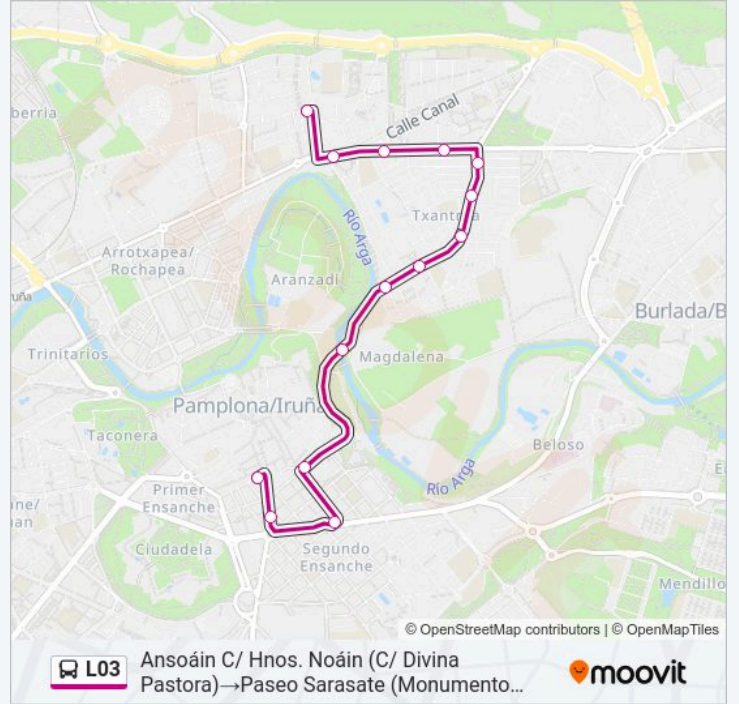 berria
Calle Canal
Río Arga
Txantrea
Arrotxapea/
Rochapea
Aranzadi
uña
Burlada/B
Trinitarios
Magdalena
Pamplona/Iruña
Taconera
Beloso
Río Arga
Primer
Ensanche
ne/
an
Ciudadela
Segundo
Ensanche
Mendillo
© OpenStreetMap contributors | © OpenMapTiles
L03
Ansoáin C/ Hnos. Noáin (C/ Divina
Pastora)→Paseo Sarasate (Monumento…
moovit